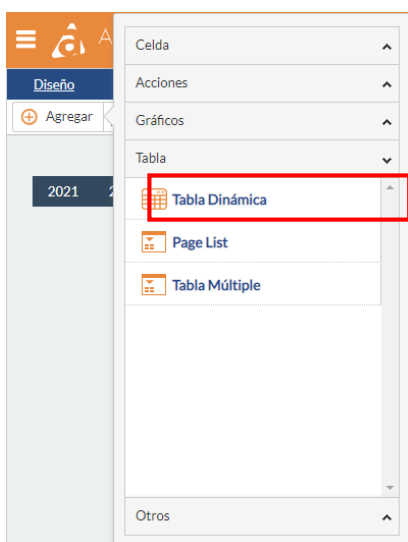 A
Celda
Diseño
Acciones
Agregar
Gráficos
Tabla
2021
Tabla Dinámica
Page List
Tabla Múltiple
Otros